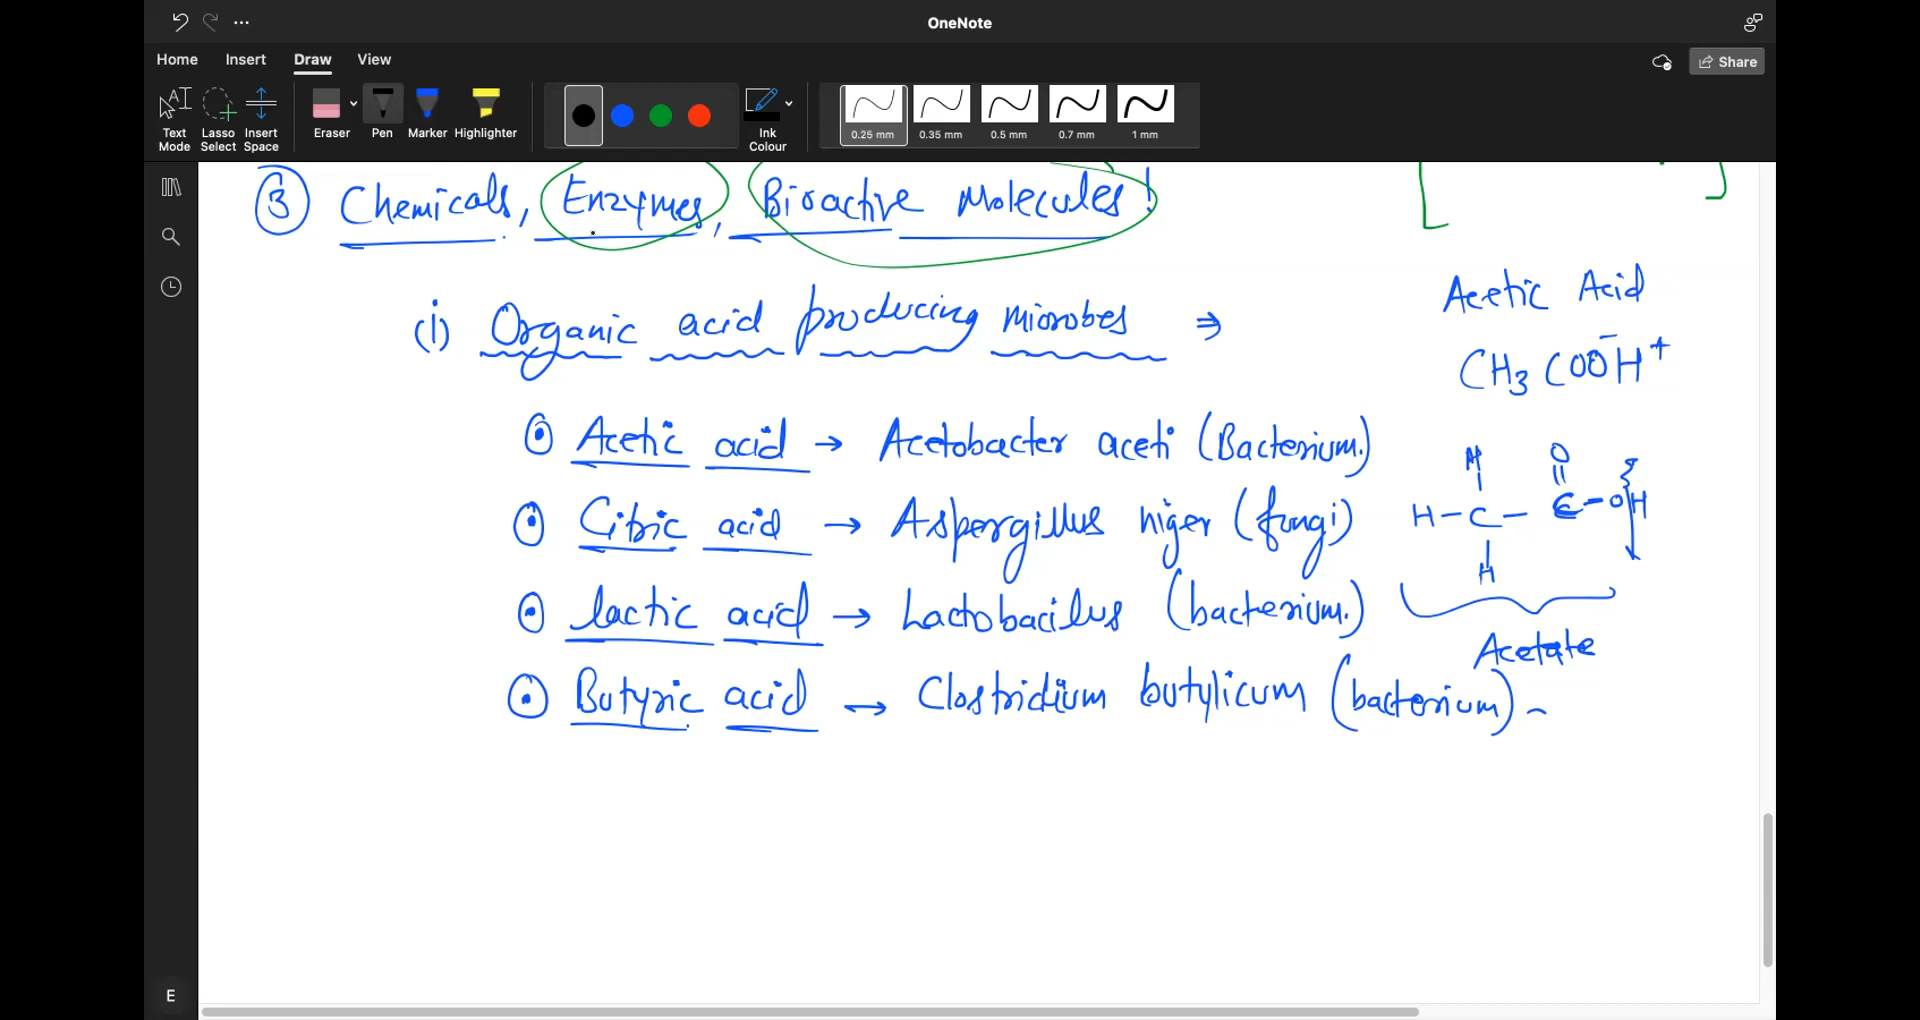 OneNote
Home Insert Draw View
Share
Text Mode
Lasso Select
Insert Space
Eraser
Pen
Marker
Highlighter
Ink Colour
0.25 mm
0.35 mm
0.5 mm
0.7 mm
1 mm
③ Chemicals, Enzymes, Bioactive Molecules!
(i) Organic acid producing microbes ⇒
Acetic acid → Acetobacter aceti (Bacterium.)
Citric acid → Aspergillus niger (fungi)
lactic acid → Lactobacilus (bacterium.)
Butyric acid → Clostridium butylicum (bacterium) -
Acetic Acid
CH3COO⁻H⁺
H O
H-C-C-OH
H
Acetate
E